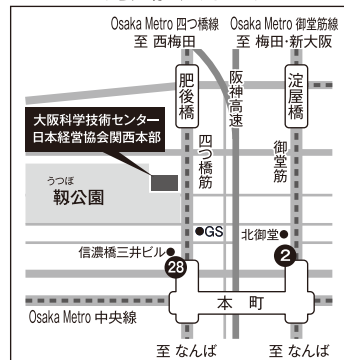 Osaka Metro 四つ橋線
至 西梅田
Osaka Metro 御堂筋線
至 梅田・新大阪
肥後橋
阪神高速
淀屋橋
大阪科学技術センター
日本経営協会関西本部
四つ橋筋
御堂筋
うつぼ
靱公園
GS
北御堂
信濃橋三井ビル
28
2
本町
Osaka Metro 中央線
至 なんば
至 なんば